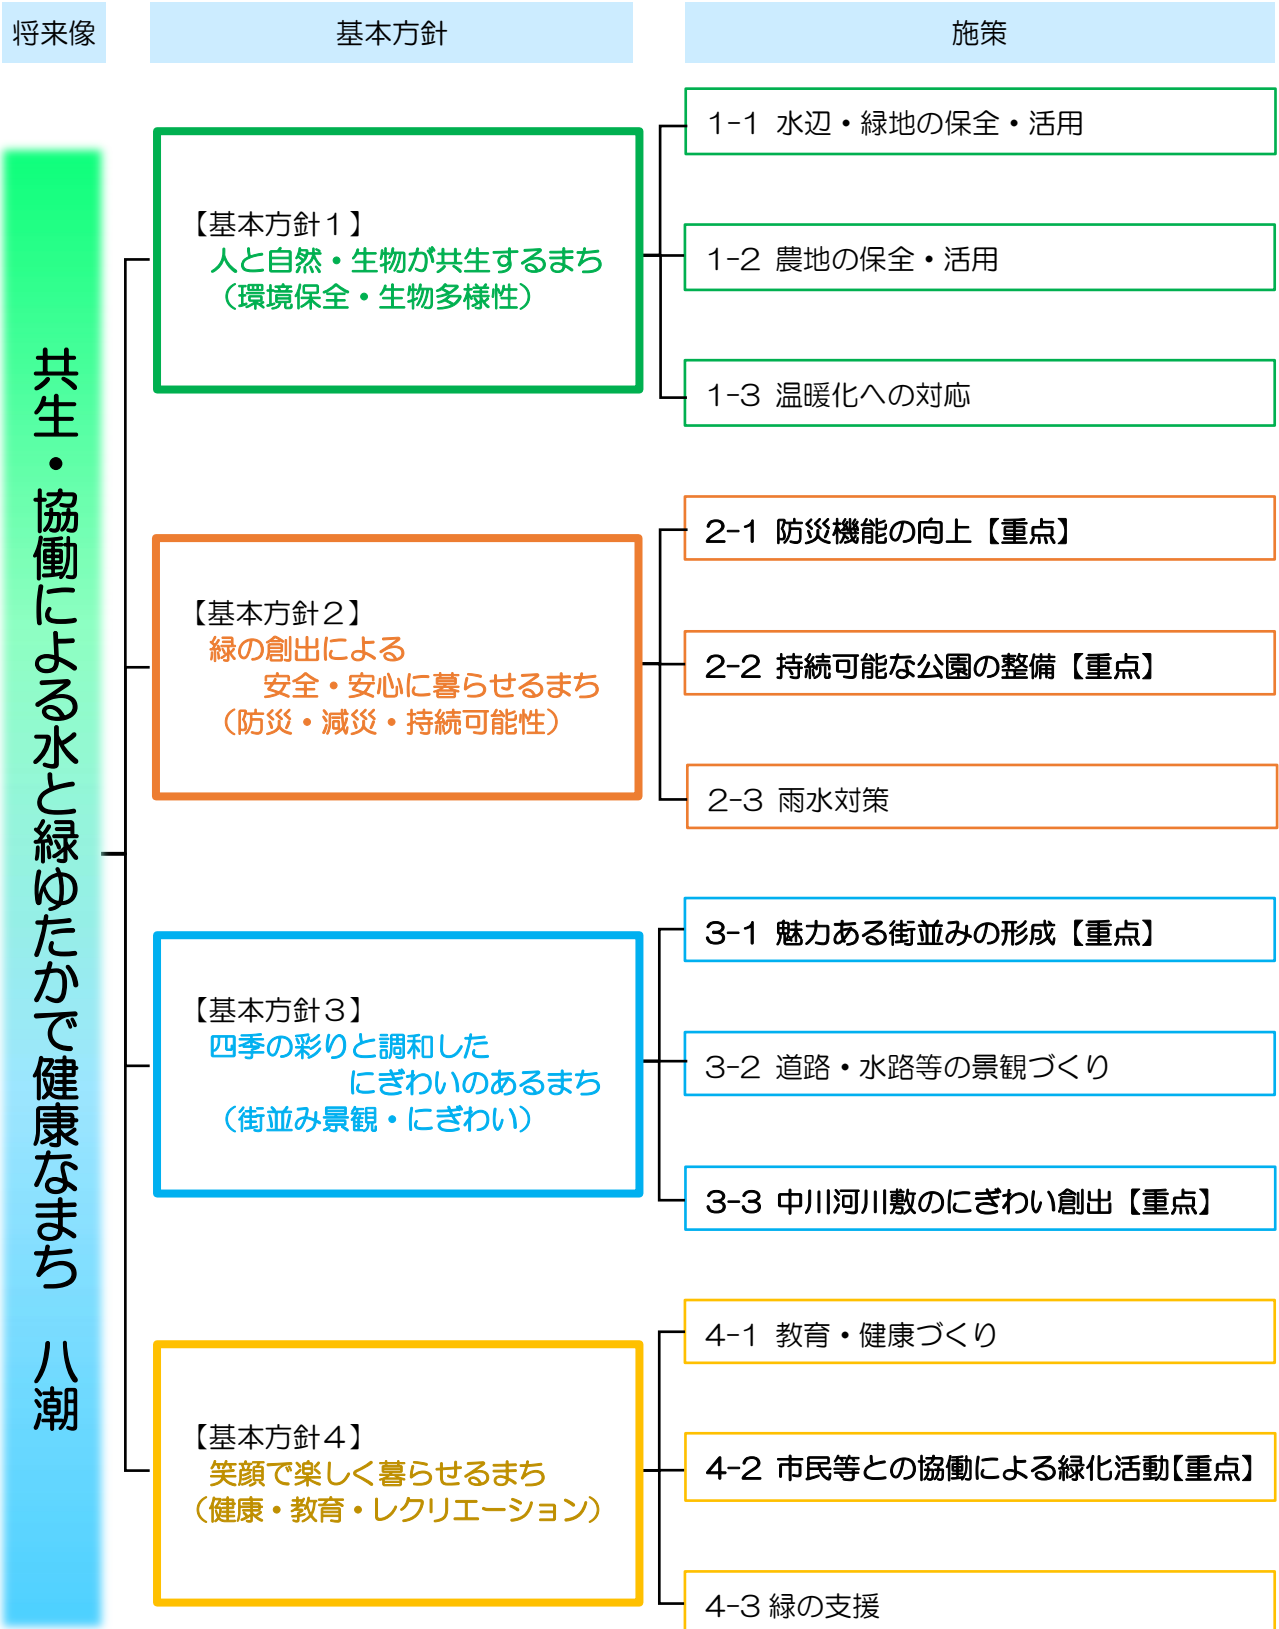 将来像
基本方針
施策
共生・協働による水と緑ゆたかで健康なまち　八潮
【基本方針１】
人と自然・生物が共生するまち
（環境保全・生物多様性）
1-1 水辺・緑地の保全・活用
1-2 農地の保全・活用
1-3 温暖化への対応
【基本方針２】
緑の創出による
安全・安心に暮らせるまち
（防災・減災・持続可能性）
2-1 防災機能の向上【重点】
2-2 持続可能な公園の整備【重点】
2-3 雨水対策
【基本方針３】
四季の彩りと調和した
にぎわいのあるまち
（街並み景観・にぎわい）
3-1 魅力ある街並みの形成【重点】
3-2 道路・水路等の景観づくり
3-3 中川河川敷のにぎわい創出【重点】
【基本方針４】
笑顔で楽しく暮らせるまち
（健康・教育・レクリエーション）
4-1 教育・健康づくり
4-2 市民等との協働による緑化活動【重点】
4-3 緑の支援